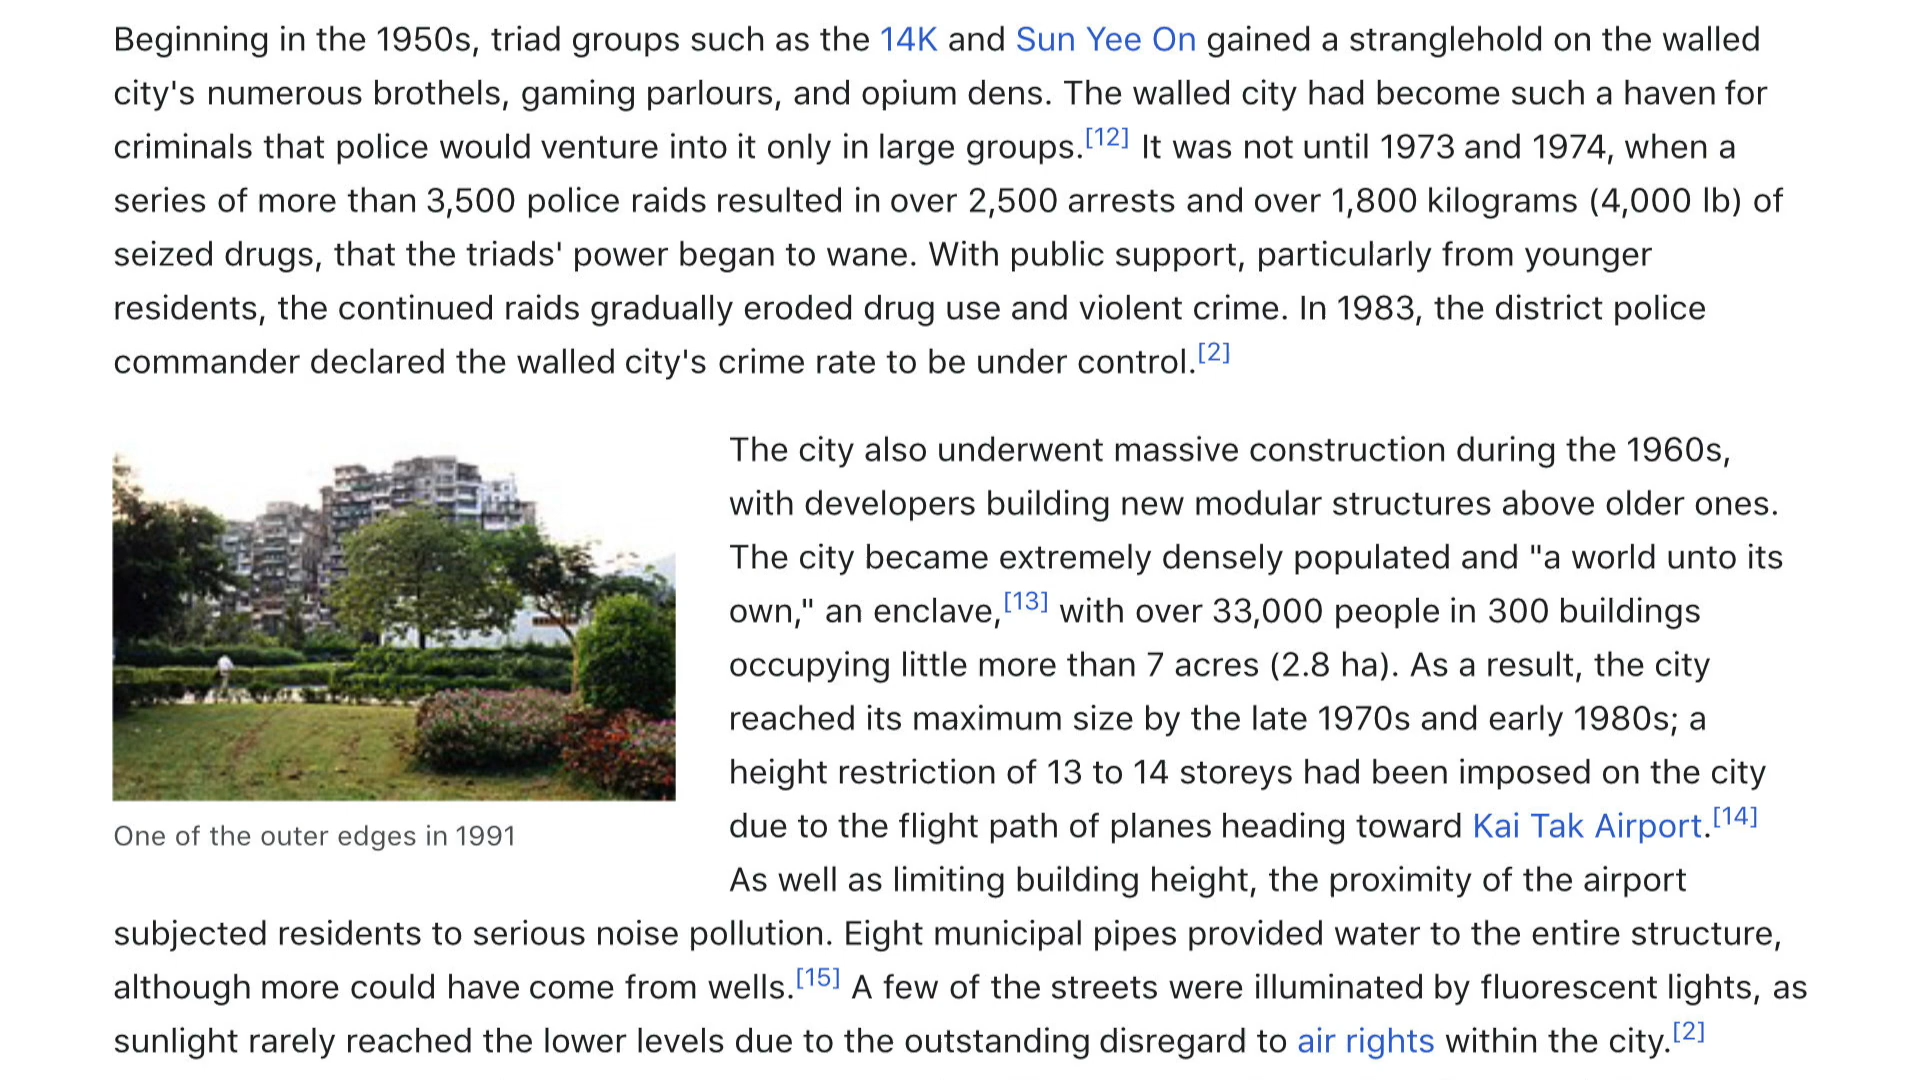 Beginning in the 1950s, triad groups such as the 14K and Sun Yee On gained a stranglehold on the walled
city's numerous brothels, gaming parlours, and opium dens. The walled city had become such a haven for
criminals that police would venture into it only in large groups.[12] It was not until 1973 and 1974, when a
series of more than 3,500 police raids resulted in over 2,500 arrests and over 1,800 kilograms (4,000 lb) of
seized drugs, that the triads' power began to wane. With public support, particularly from younger
residents, the continued raids gradually eroded drug use and violent crime. In 1983, the district police
commander declared the walled city's crime rate to be under control.[2]
The city also underwent massive construction during the 1960s,
with developers building new modular structures above older ones.
The city became extremely densely populated and "a world unto its
own," an enclave,[13] with over 33,000 people in 300 buildings
occupying little more than 7 acres (2.8 ha). As a result, the city
reached its maximum size by the late 1970s and early 1980s; a
height restriction of 13 to 14 storeys had been imposed on the city
due to the flight path of planes heading toward Kai Tak Airport.[14]
As well as limiting building height, the proximity of the airport
subjected residents to serious noise pollution. Eight municipal pipes provided water to the entire structure,
although more could have come from wells.[15] A few of the streets were illuminated by fluorescent lights, as
sunlight rarely reached the lower levels due to the outstanding disregard to air rights within the city.[2]
One of the outer edges in 1991